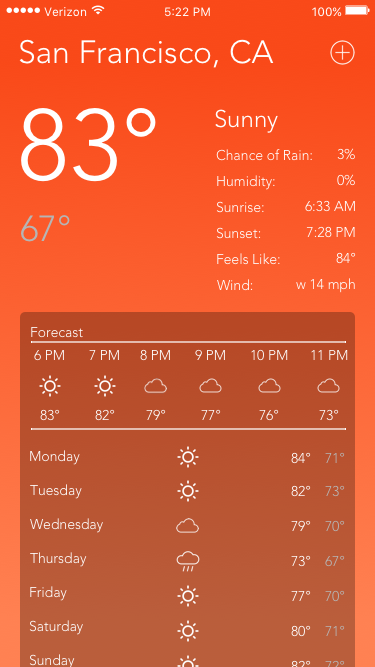 Verizon 5:22 PM 100%
San Francisco, CA
83°
67°
Sunny
Chance of Rain: 3%
Humidity: 0%
Sunrise: 6:33 AM
Sunset: 7:28 PM
Feels Like: 84°
Wind: w 14 mph
Forecast
6 PM 7 PM 8 PM 9 PM 10 PM 11 PM
83° 82° 79° 77° 76° 73°
Monday 84° 71°
Tuesday 82° 73°
Wednesday 79° 70°
Thursday 73° 67°
Friday 77° 70°
Saturday 80° 71°
Sunday 82° 72°